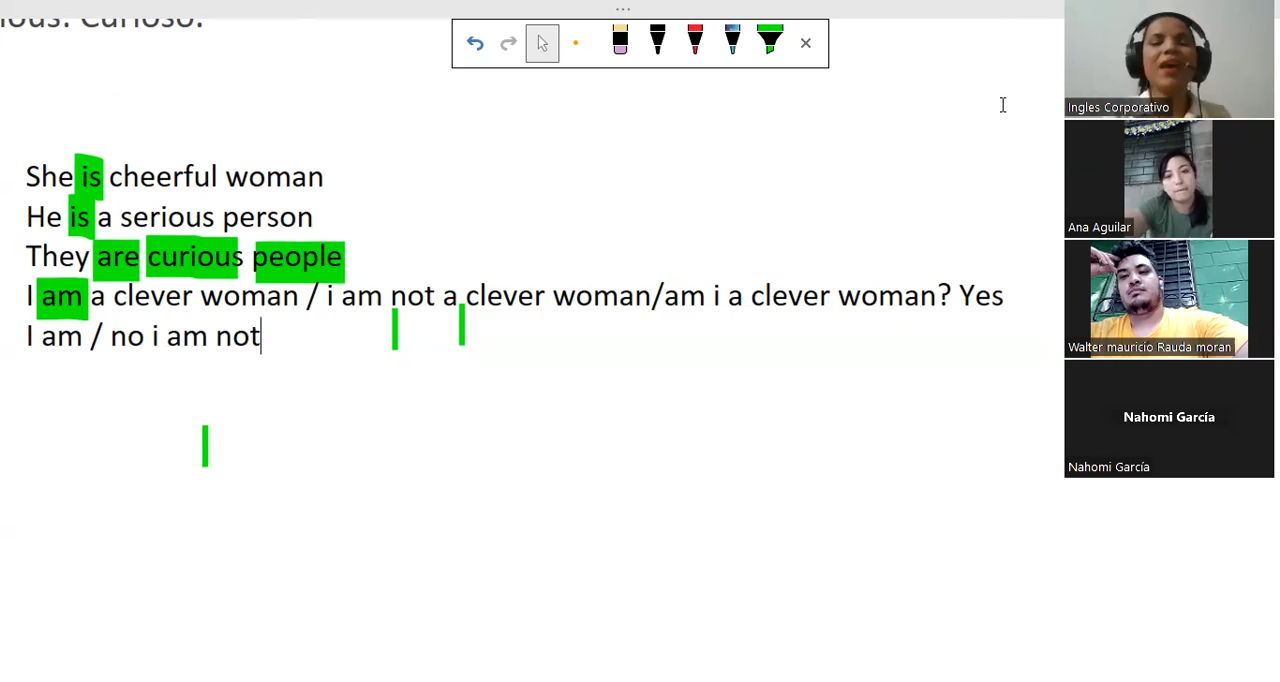 Curioso.
She is cheerful woman
He is a serious person
They are curious people
I am a clever woman / i am not a clever woman/am i a clever woman? Yes
I am / no i am not
Ingles Corporativo
Ana Aguilar
Walter mauricio Rauda moran
Nahomi García
Nahomi García